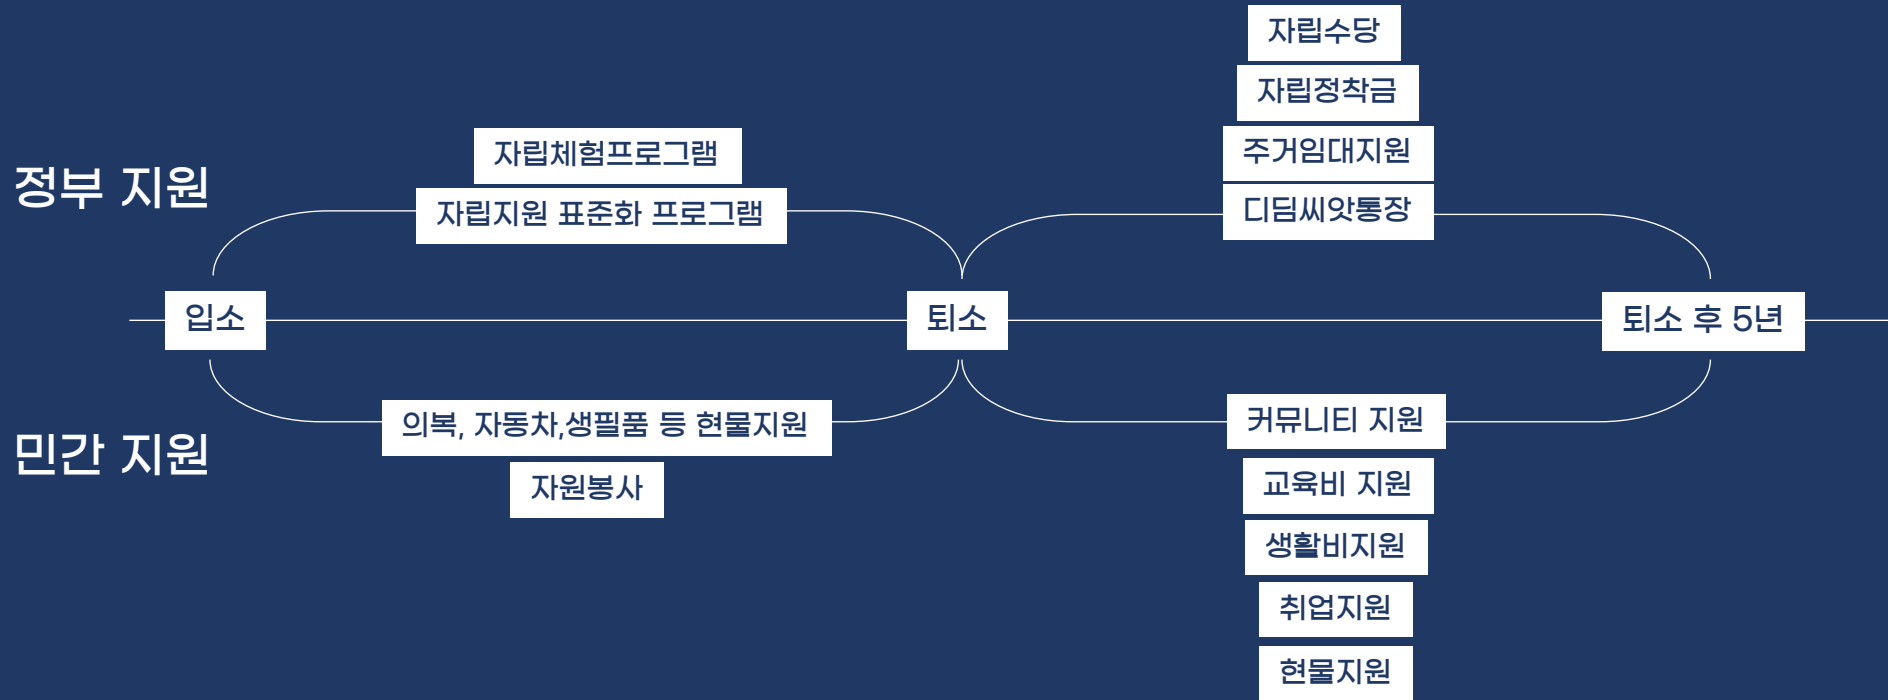 자립수당
자립정착금
주거임대지원
디딤씨앗통장
자립체험프로그램
자립지원 표준화 프로그램
정부 지원
입소
퇴소
퇴소 후 5년
민간 지원
의복, 자동차,생필품 등 현물지원
자원봉사
커뮤니티 지원
교육비 지원
생활비지원
취업지원
현물지원